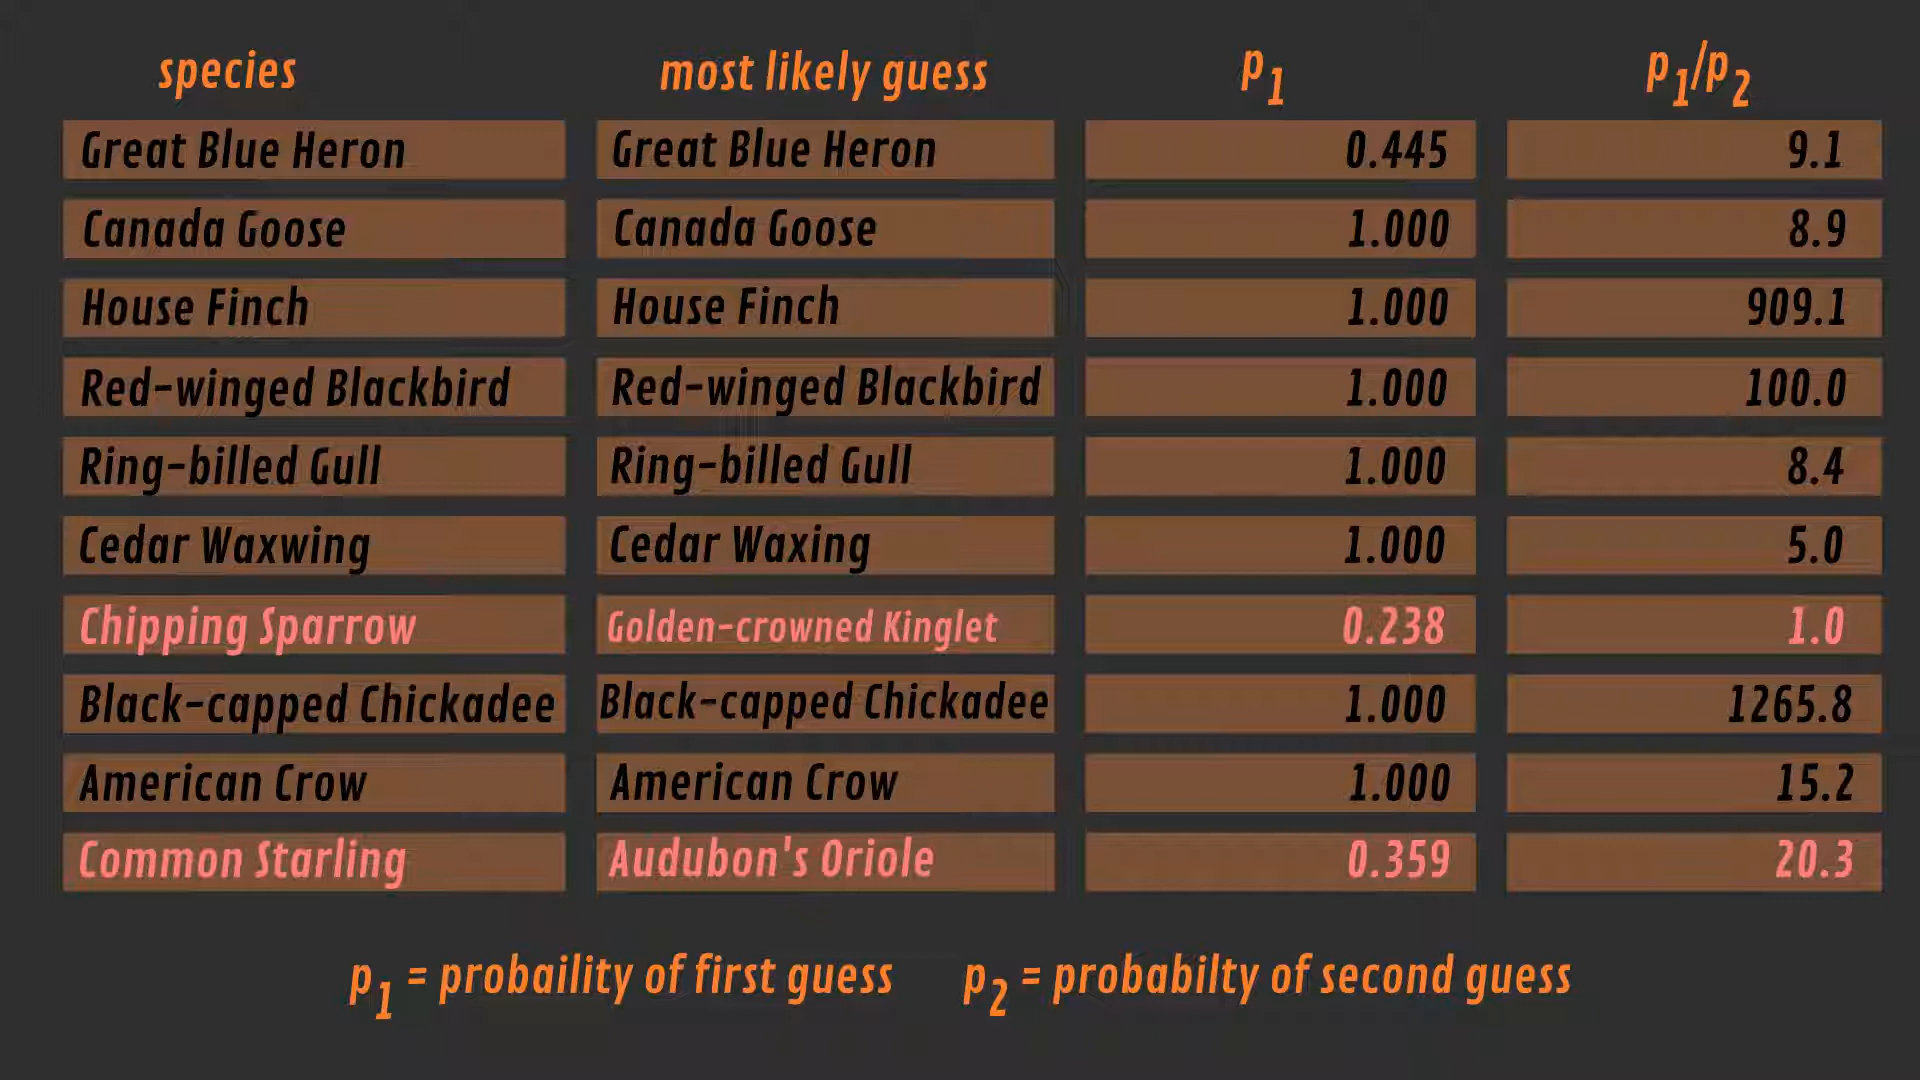 species most likely guess p1 p1/p2
Great Blue Heron Great Blue Heron 0.445 9.1
Canada Goose Canada Goose 1.000 8.9
House Finch House Finch 1.000 909.1
Red-winged Blackbird Red-winged Blackbird 1.000 100.0
Ring-billed Gull Ring-billed Gull 1.000 8.4
Cedar Waxwing Cedar Waxing 1.000 5.0
Chipping Sparrow Golden-crowned Kinglet 0.238 1.0
Black-capped Chickadee Black-capped Chickadee 1.000 1265.8
American Crow American Crow 1.000 15.2
Common Starling Audubon's Oriole 0.359 20.3
p1 = probaility of first guess p2 = probabilty of second guess